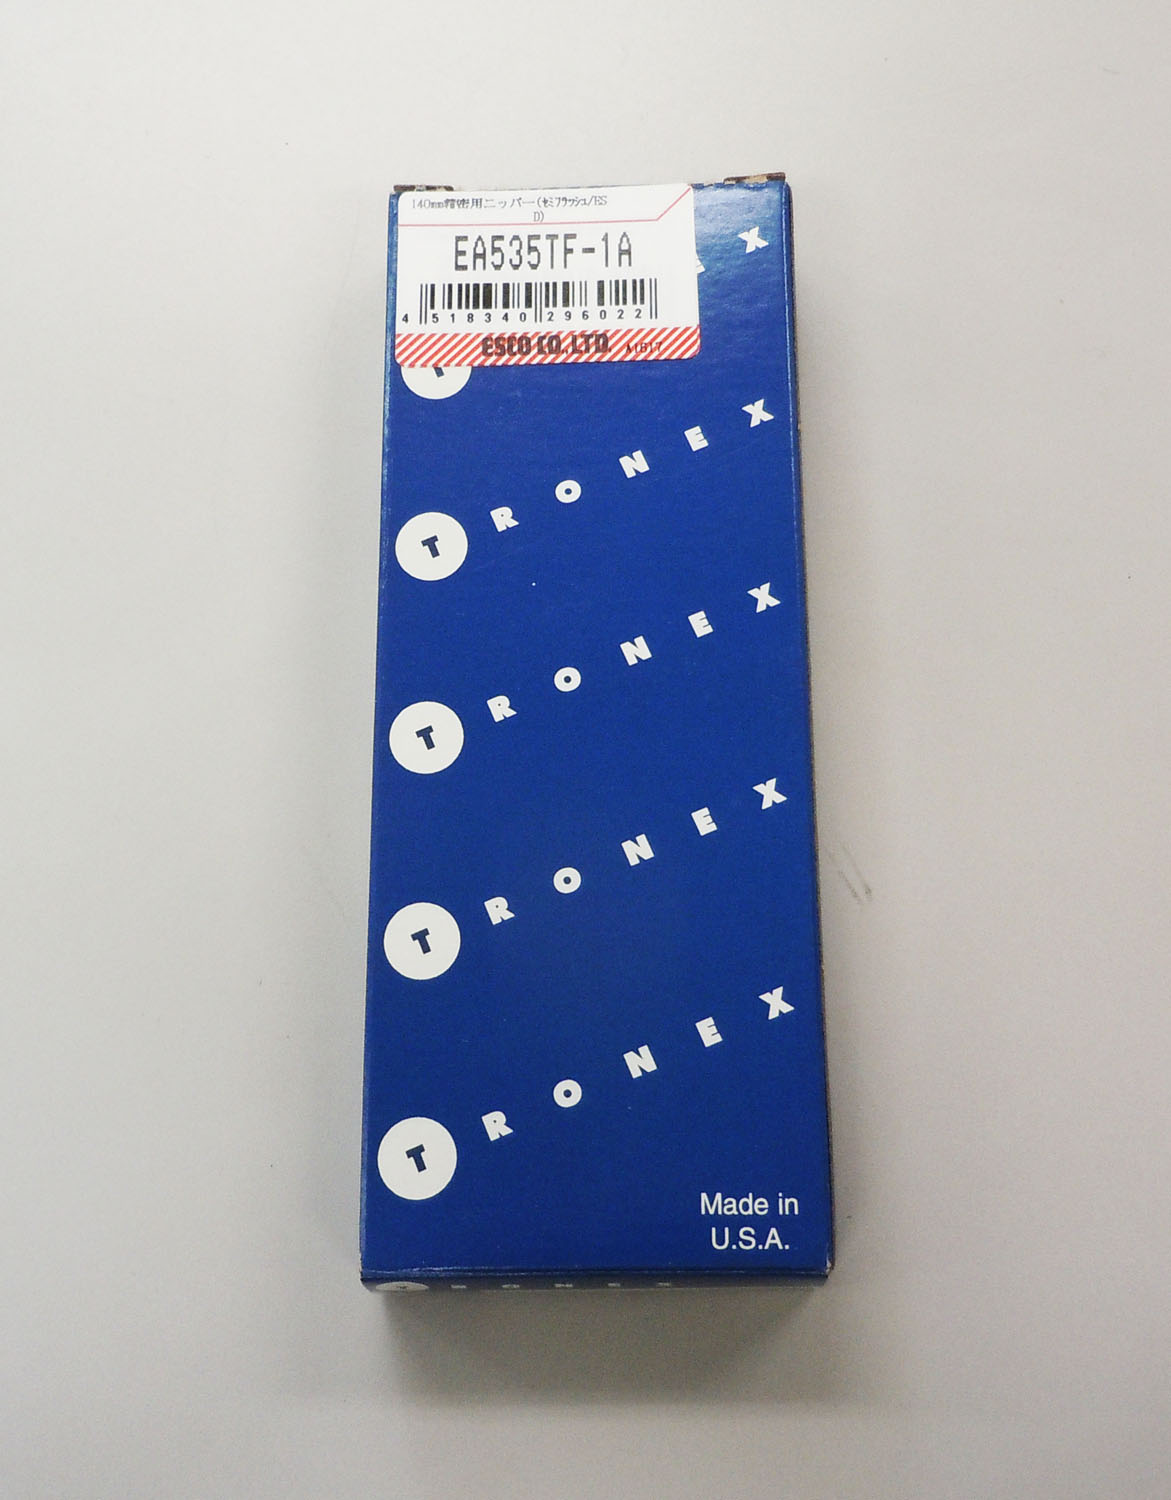 140mm精密用ニッパー(ｾﾐﾌﾗｯｼｭ/ES
D)
EA535TF-1A
4 518340 296022
ESCO CO.,LTD. A1617
E X
T
TRONEX
TRONEX
TRONEX
TRONEX
Made in
U.S.A.
TRONEX